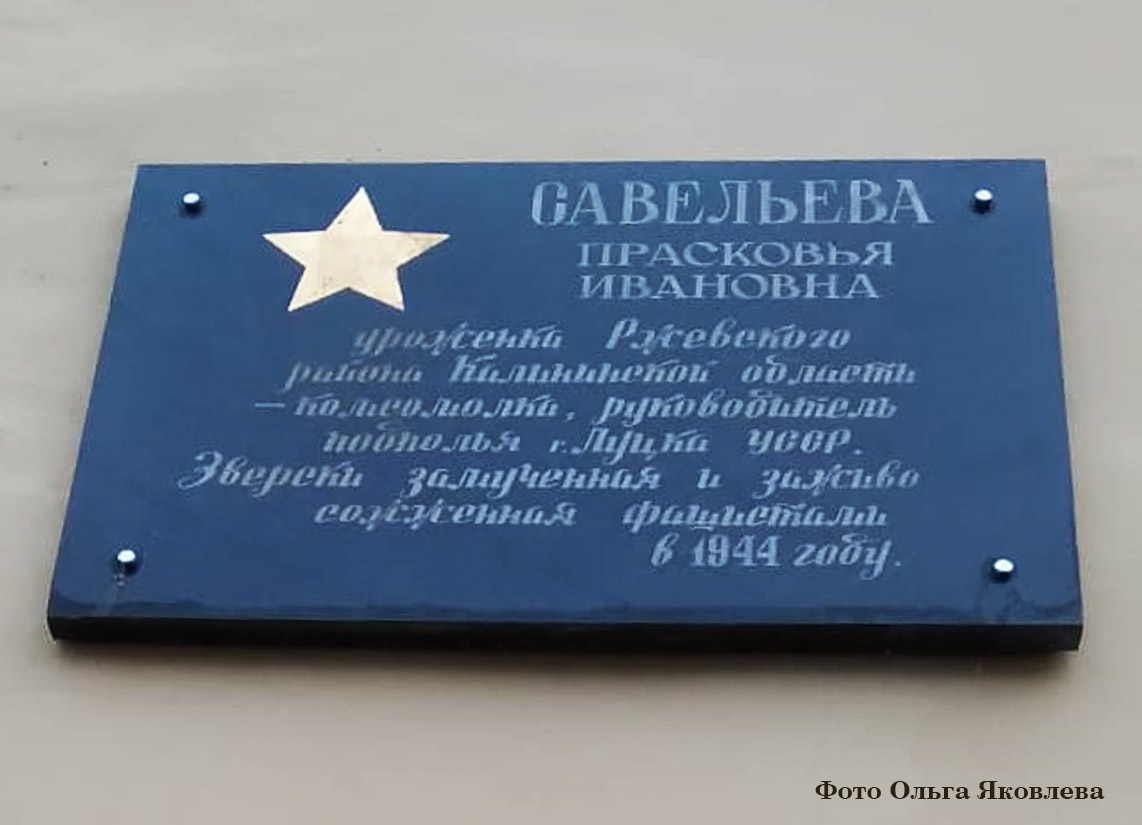 САВЕЛЬЕВА
ПРАСКОВЬЯ
ИВАНОВНА
уроженка Ржевского
района Калининской области
– комсомолка, руководитель
подполья г. Луцка УССР.
Зверски замученная и заживо
сожженная фашистами
в 1944 году.
Фото Ольга Яковлева